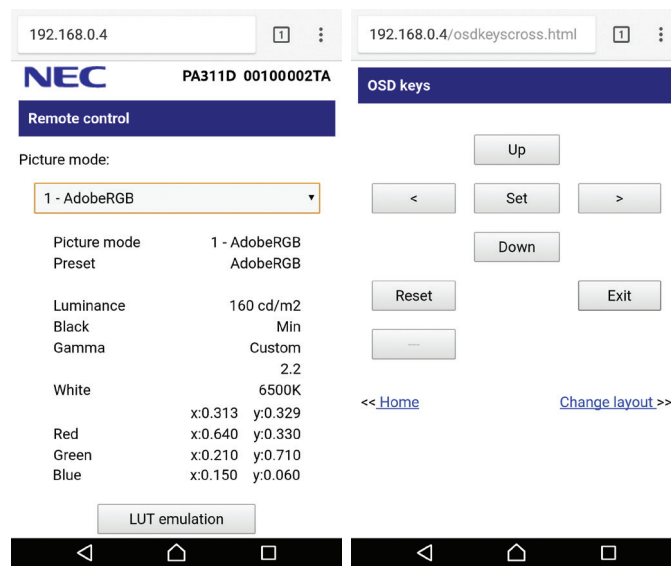 192.168.0.4
1
NEC
PA311D 00100002TA
Remote control
Picture mode:
1 - AdobeRGB
Picture mode 1 - AdobeRGB
Preset AdobeRGB
Luminance 160 cd/m2
Black Min
Gamma Custom
2.2
White 6500K
x:0.313 y:0.329
Red x:0.640 y:0.330
Green x:0.210 y:0.710
Blue x:0.150 y:0.060
LUT emulation
192.168.0.4/osdkeyscross.html
1
OSD keys
Up
< Set >
Down
Reset Exit
—
<< Home Change layout >>